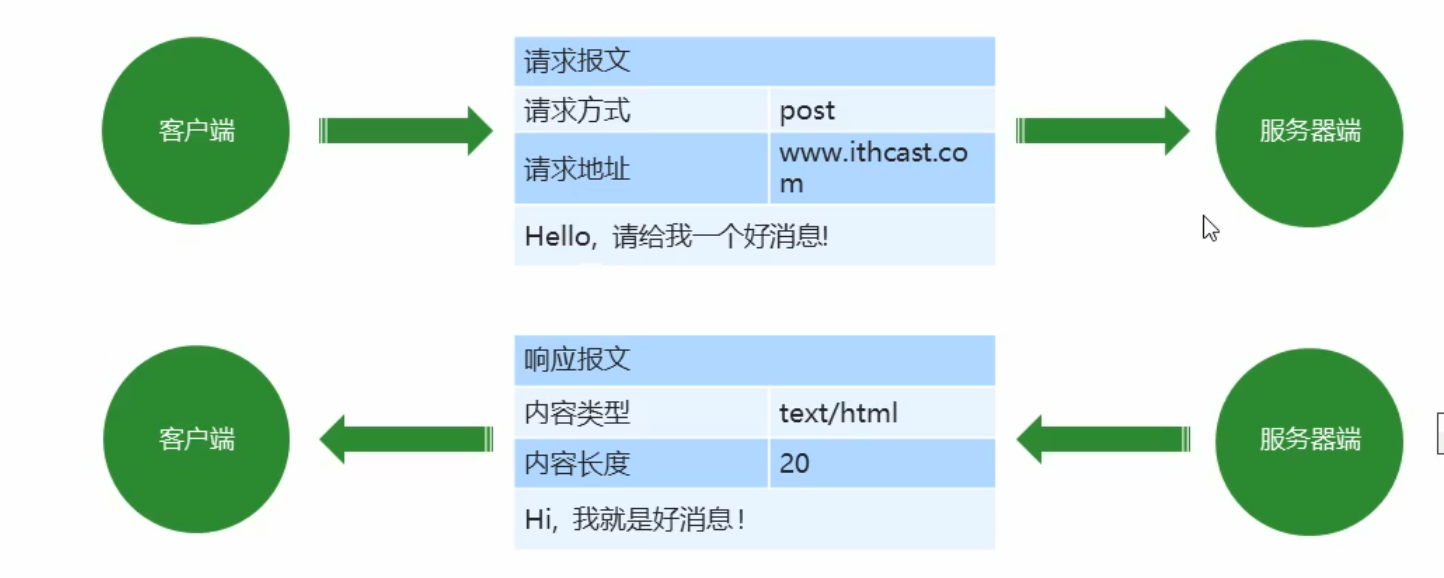 客户端
请求报文
请求方式 post
请求地址 www.ithcast.co
m
Hello, 请给我一个好消息!
服务器端
客户端
响应报文
内容类型 text/html
内容长度 20
Hi, 我就是好消息!
服务器端